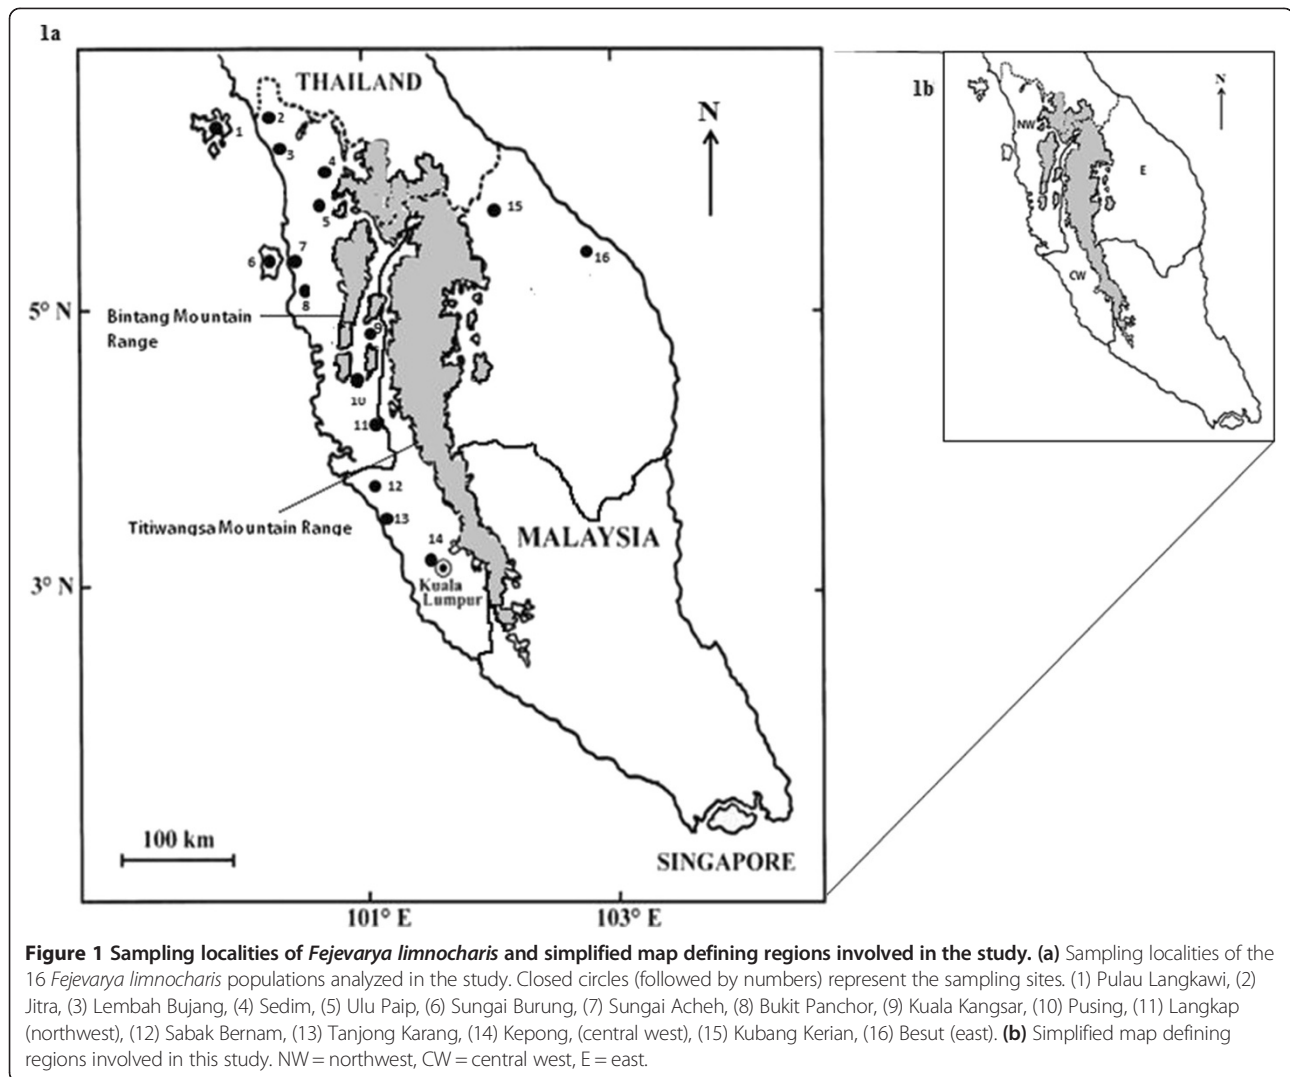 1a
THAILAND
1
2
3
4
5
6
7
8
N
15
16
5° N
Bintang Mountain
Range
9
10
11
12
13
14
Titiwangsa Mountain Range
MALAYSIA
3° N
Kuala
Lumpur
100 km
SINGAPORE
101° E
103° E
1b
N
NW
E
CW
Figure 1 Sampling localities of Fejevarya limnocharis and simplified map defining regions involved in the study. (a) Sampling localities of the
16 Fejevarya limnocharis populations analyzed in the study. Closed circles (followed by numbers) represent the sampling sites. (1) Pulau Langkawi, (2)
Jitra, (3) Lembah Bujang, (4) Sedim, (5) Ulu Paip, (6) Sungai Burung, (7) Sungai Acheh, (8) Bukit Panchor, (9) Kuala Kangsar, (10) Pusing, (11) Langkap
(northwest), (12) Sabak Bernam, (13) Tanjong Karang, (14) Kepong, (central west), (15) Kubang Kerian, (16) Besut (east). (b) Simplified map defining
regions involved in this study. NW = northwest, CW = central west, E = east.